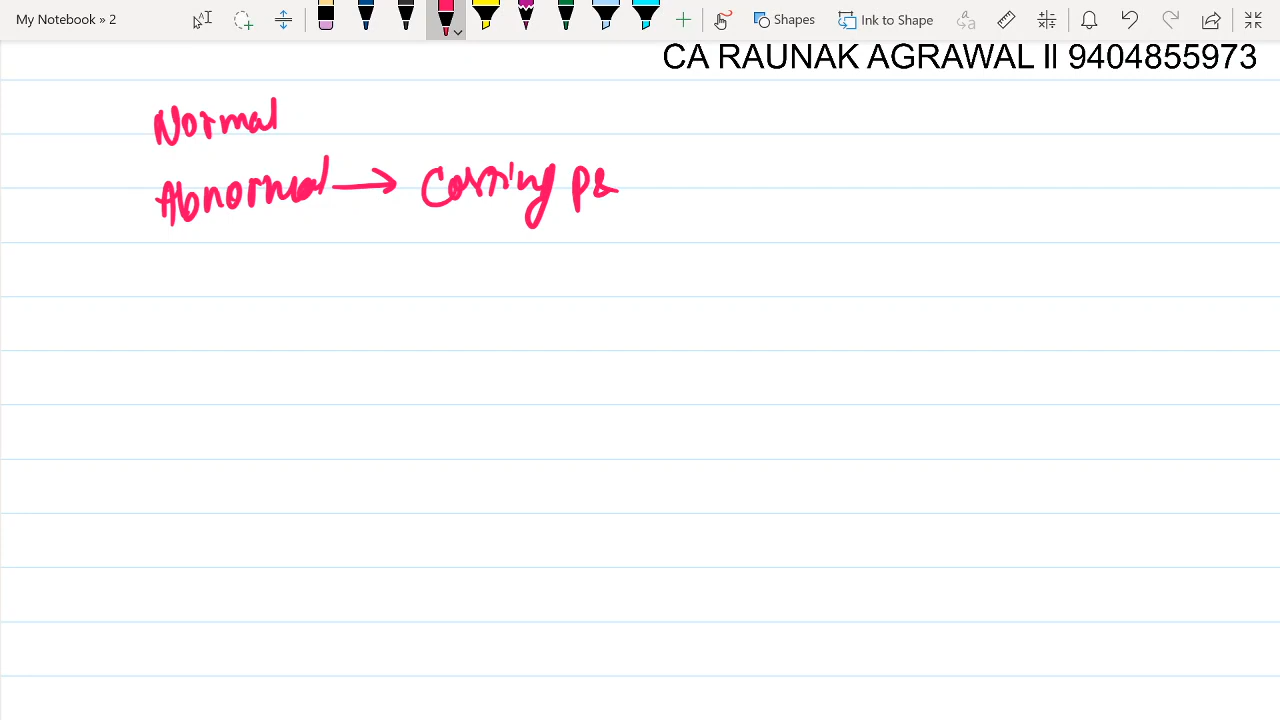 My Notebook » 2
Shapes
Ink to Shape
CA RAUNAK AGRAWAL II 9404855973
Normal
Abnormal → Costing P&